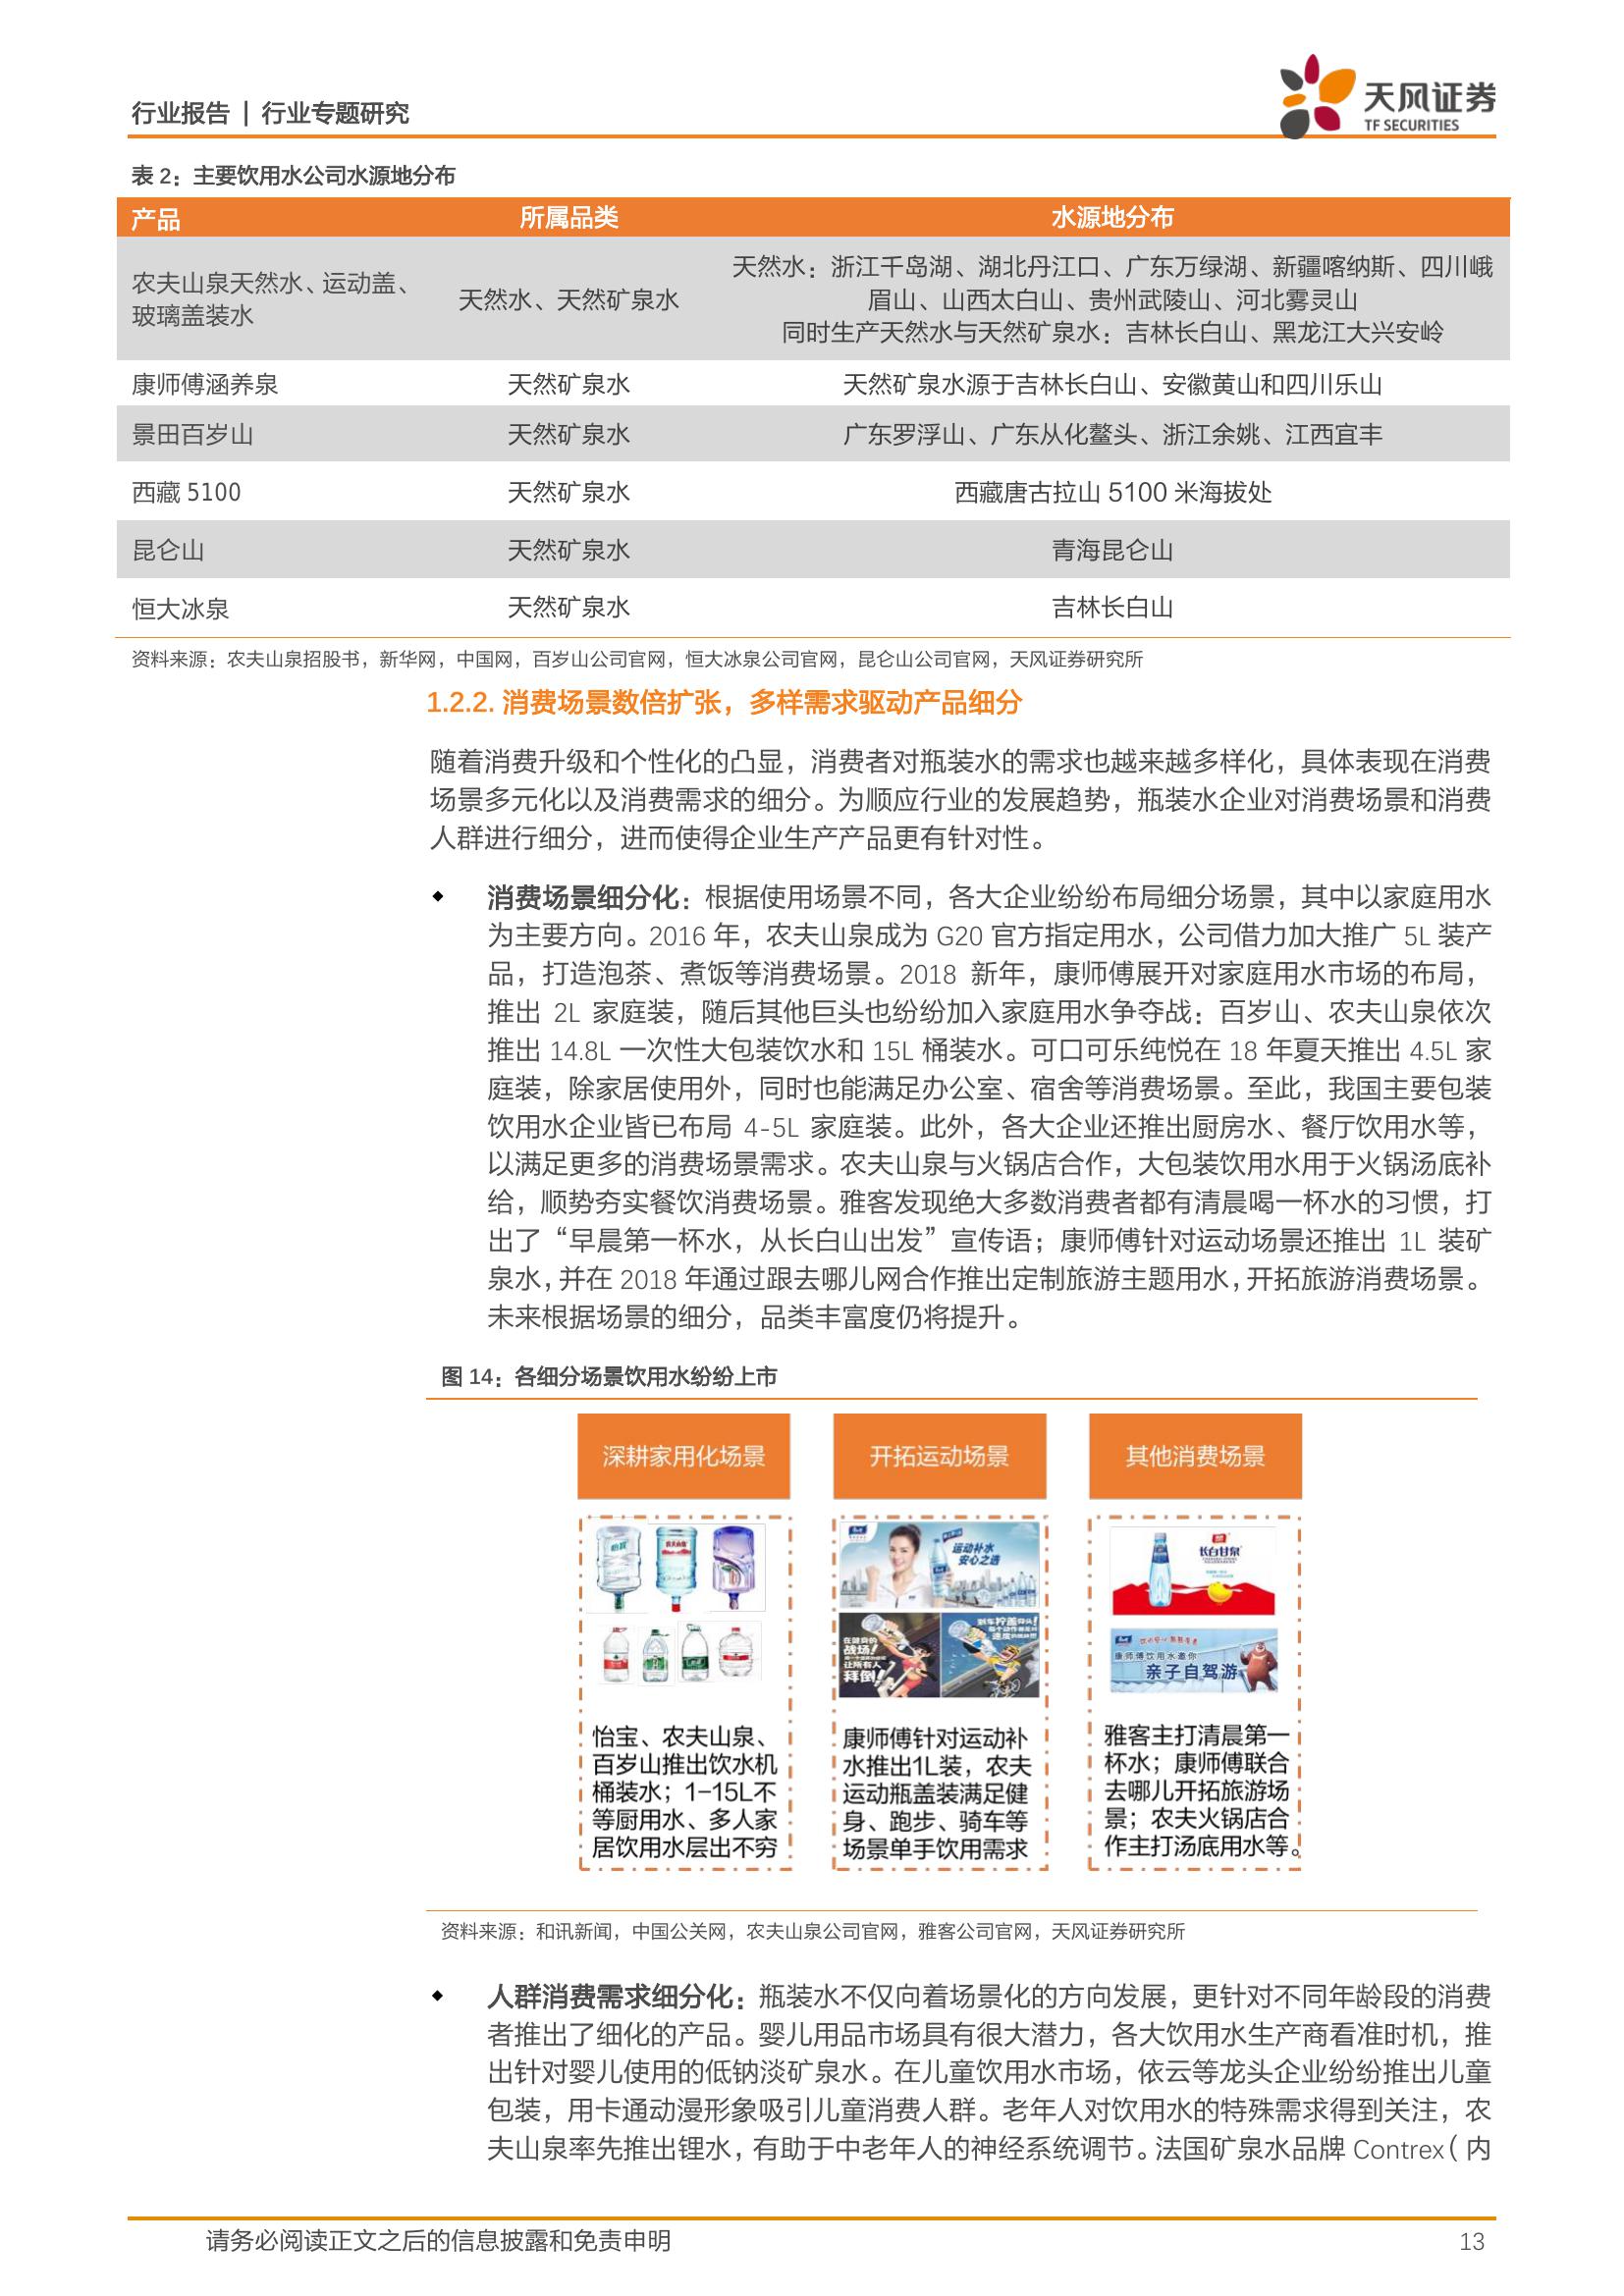 行业报告 | 行业专题研究
天风证券
TF SECURITIES
表 2：主要饮用水公司水源地分布
产品 所属品类 水源地分布
农夫山泉天然水、运动盖、
玻璃盖装水
天然水、天然矿泉水
天然水：浙江千岛湖、湖北丹江口、广东万绿湖、新疆喀纳斯、四川峨
眉山、山西太白山、贵州武陵山、河北雾灵山
同时生产天然水与天然矿泉水：吉林长白山、黑龙江大兴安岭
康师傅涵养泉 天然矿泉水 天然矿泉水源于吉林长白山、安徽黄山和四川乐山
景田百岁山 天然矿泉水 广东罗浮山、广东从化鳌头、浙江余姚、江西宜丰
西藏 5100 天然矿泉水 西藏唐古拉山 5100 米海拔处
昆仑山 天然矿泉水 青海昆仑山
恒大冰泉 天然矿泉水 吉林长白山
资料来源：农夫山泉招股书，新华网，中国网，百岁山公司官网，恒大冰泉公司官网，昆仑山公司官网，天风证券研究所
1.2.2. 消费场景数倍扩张，多样需求驱动产品细分
随着消费升级和个性化的凸显，消费者对瓶装水的需求也越来越多样化，具体表现在消费
场景多元化以及消费需求的细分。为顺应行业的发展趋势，瓶装水企业对消费场景和消费
人群进行细分，进而使得企业生产产品更有针对性。
◆ 消费场景细分化：根据使用场景不同，各大企业纷纷布局细分场景，其中以家庭用水
为主要方向。2016 年，农夫山泉成为 G20 官方指定用水，公司借力加大推广 5L 装产
品，打造泡茶、煮饭等消费场景。2018 新年，康师傅展开对家庭用水市场的布局，
推出 2L 家庭装，随后其他巨头也纷纷加入家庭用水争夺战：百岁山、农夫山泉依次
推出 14.8L 一次性大包装饮水和 15L 桶装水。可口可乐纯悦在 18 年夏天推出 4.5L 家
庭装，除家居使用外，同时也能满足办公室、宿舍等消费场景。至此，我国主要包装
饮用水企业皆已布局 4-5L 家庭装。此外，各大企业还推出厨房水、餐厅饮用水等，
以满足更多的消费场景需求。农夫山泉与火锅店合作，大包装饮用水用于火锅汤底补
给，顺势夯实餐饮消费场景。雅客发现绝大多数消费者都有清晨喝一杯水的习惯，打
出了“早晨第一杯水，从长白山出发”宣传语；康师傅针对运动场景还推出 1L 装矿
泉水，并在 2018 年通过跟去哪儿网合作推出定制旅游主题用水，开拓旅游消费场景。
未来根据场景的细分，品类丰富度仍将提升。
图 14：各细分场景饮用水纷纷上市
深耕家用化场景 开拓运动场景 其他消费场景
运动补水
安心之选
在健身的
战场！
让所有人
拜倒！
长白甘泉
康师傅饮用水邀你
亲子自驾游
怡宝、农夫山泉、
百岁山推出饮水机
桶装水；1-15L不
等厨用水、多人家
居饮用水层出不穷
康师傅针对运动补
水推出1L装，农夫
运动瓶盖装满足健
身、跑步、骑车等
场景单手饮用需求
雅客主打清晨第一
杯水；康师傅联合
去哪儿开拓旅游场
景；农夫火锅店合
作主打汤底用水等。
资料来源：和讯新闻，中国公关网，农夫山泉公司官网，雅客公司官网，天风证券研究所
◆ 人群消费需求细分化：瓶装水不仅向着场景化的方向发展，更针对不同年龄段的消费
者推出了细化的产品。婴儿用品市场具有很大潜力，各大饮用水生产商看准时机，推
出针对婴儿使用的低钠淡矿泉水。在儿童饮用水市场，依云等龙头企业纷纷推出儿童
包装，用卡通动漫形象吸引儿童消费人群。老年人对饮用水的特殊需求得到关注，农
夫山泉率先推出锂水，有助于中老年人的神经系统调节。法国矿泉水品牌 Contrex（内
请务必阅读正文之后的信息披露和免责申明 13